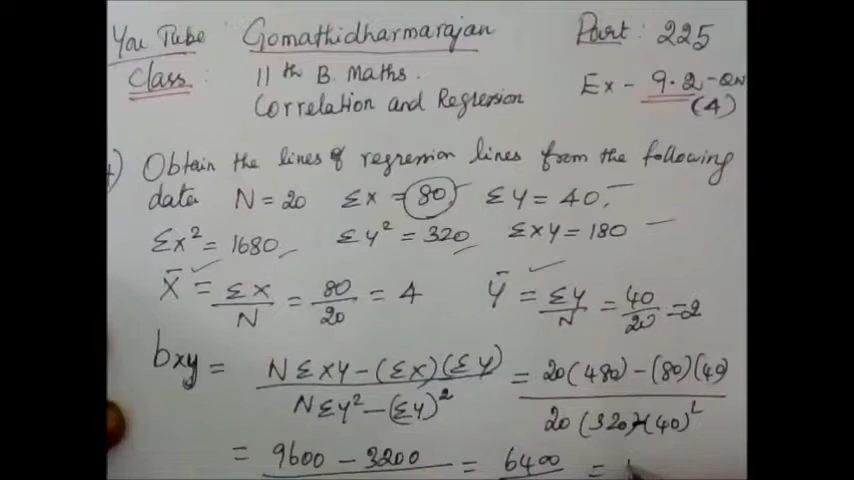 You Tube : Gomathidharmarajan Part : 225
Class : 11th B. Maths. Ex - 9.2 - QN
Correlation and Regression (4)
4) Obtain the lines of regression lines from the following
data N = 20 Σx = 80, ΣY = 40,
Σx² = 1680 Σy² = 320 Σxy = 180
X̄ = Σx/N = 80/20 = 4 Ȳ = Σy/N = 40/20 = 2
bxy = NΣXY - (Σx)(ΣY) / NΣY² - (ΣY)² = 20(480) - (80)(40) / 20(320) - (40)²
= 9600 - 3200 = 6400 =